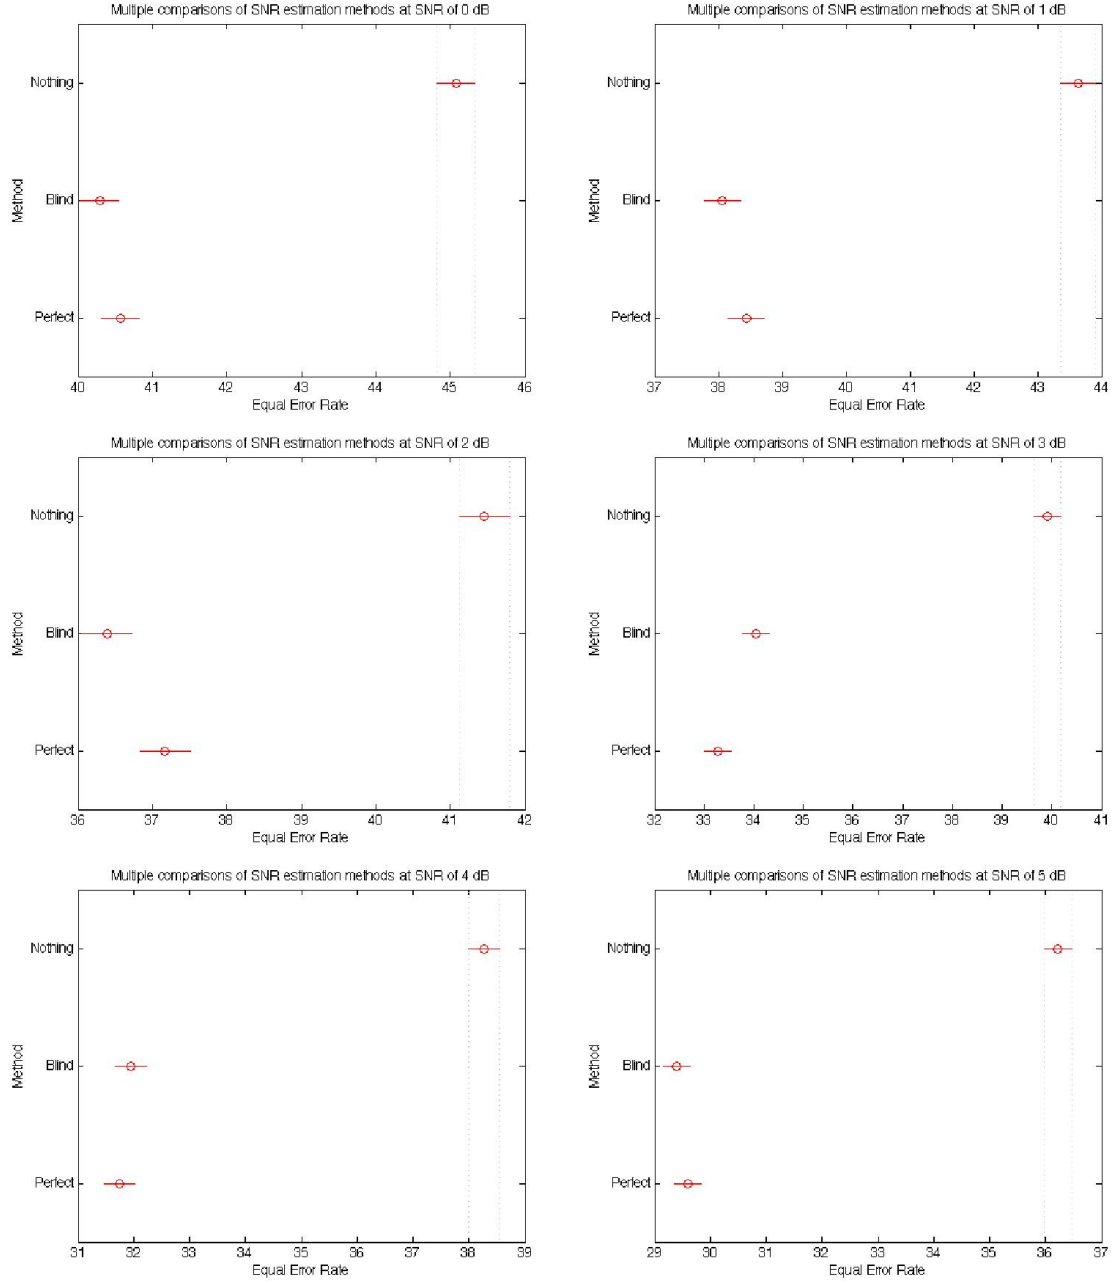 Multiple comparisons of SNR estimation methods at SNR of 0 dB
Nothing
Blind
Perfect
Method
40 41 42 43 44 45 46
Equal Error Rate
Multiple comparisons of SNR estimation methods at SNR of 1 dB
Nothing
Blind
Perfect
Method
37 38 39 40 41 42 43 44
Equal Error Rate
Multiple comparisons of SNR estimation methods at SNR of 2 dB
Nothing
Blind
Perfect
Method
36 37 38 39 40 41 42
Equal Error Rate
Multiple comparisons of SNR estimation methods at SNR of 3 dB
Nothing
Blind
Perfect
Method
32 33 34 35 36 37 38 39 40 41
Equal Error Rate
Multiple comparisons of SNR estimation methods at SNR of 4 dB
Nothing
Blind
Perfect
Method
31 32 33 34 35 36 37 38 39
Equal Error Rate
Multiple comparisons of SNR estimation methods at SNR of 5 dB
Nothing
Blind
Perfect
Method
29 30 31 32 33 34 35 36 37
Equal Error Rate